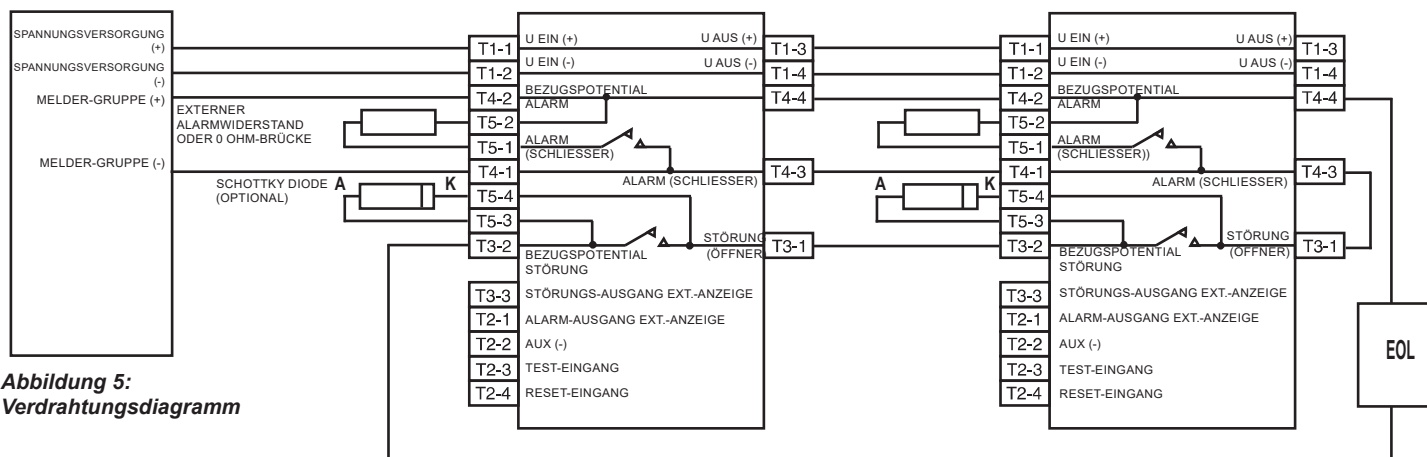 SPANNUNGSVERSORGUNG
(+)
SPANNUNGSVERSORGUNG
(-)
MELDER-GRUPPE (+)
MELDER-GRUPPE (-)
EXTERNER
ALARMWIDERSTAND
ODER 0 OHM-BRÜCKE
SCHOTTKY DIODE
(OPTIONAL)
A
K
T1-1
U EIN (+)
U AUS (+)
T1-3
T1-2
U EIN (-)
U AUS (-)
T1-4
T4-2
BEZUGSPOTENTIAL
ALARM
T4-4
T5-2
T5-1
ALARM
(SCHLIESSER)
T4-1
ALARM (SCHLIESSER)
T4-3
T5-4
T5-3
T3-2
BEZUGSPOTENTIAL
STÖRUNG
STÖRUNG
(ÖFFNER)
T3-1
T3-3
STÖRUNGS-AUSGANG EXT.-ANZEIGE
T2-1
ALARM-AUSGANG EXT.-ANZEIGE
T2-2
AUX (-)
T2-3
TEST-EINGANG
T2-4
RESET-EINGANG
A
K
T1-1
U EIN (+)
U AUS (+)
T1-3
T1-2
U EIN (-)
U AUS (-)
T1-4
T4-2
BEZUGSPOTENTIAL
ALARM
T4-4
T5-2
T5-1
ALARM
(SCHLIESSER))
T4-1
ALARM (SCHLIESSER)
T4-3
T5-4
T5-3
T3-2
BEZUGSPOTENTIAL
STÖRUNG
STÖRUNG
(ÖFFNER)
T3-1
T3-3
STÖRUNGS-AUSGANG EXT.-ANZEIGE
T2-1
ALARM-AUSGANG EXT.-ANZEIGE
T2-2
AUX (-)
T2-3
TEST-EINGANG
T2-4
RESET-EINGANG
EOL
Abbildung 5:
Verdrahtungsdiagramm